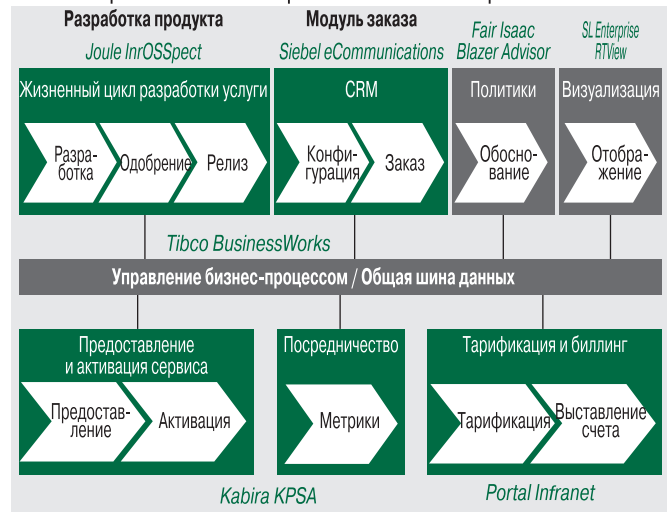 Разработка продукта
Joule InrOSSpect
Модуль заказа
Siebel eCommunications
Fair Isaac
Blazer Advisor
SL Enterprise
RTView
Жизненный цикл разработки услуги
Разра-
ботка
Одобрение
Релиз
CRM
Конфи-
гурация
Заказ
Политики
Обосно-
вание
Визуализация
Отобра-
жение
Tibco BusinessWorks
Управление бизнес-процессом / Общая шина данных
Предоставление
и активация сервиса
Предостав-
ление
Активация
Посредничество
Метрики
Тарификация и биллинг
Тарификация
Выставление
счета
Kabira KPSA
Portal Infranet